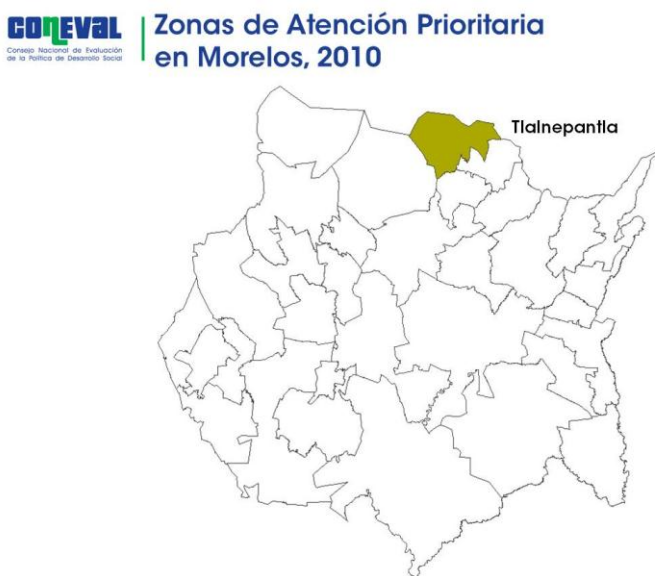 coneval
Consejo Nacional de Evaluación
de la Política de Desarrollo Social
Zonas de Atención Prioritaria
en Morelos, 2010
Tlalnepantla